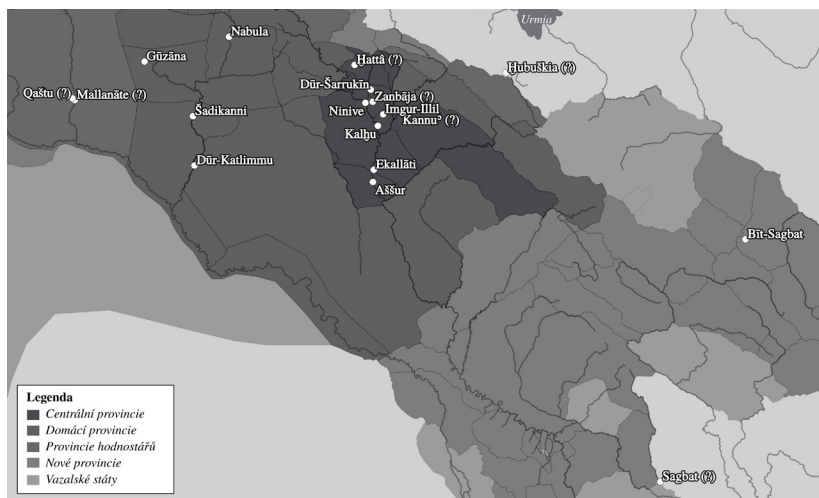 Urmia
Nabula
Gūzāna
Ḫattâ (?)
Ḫubuškia (?)
Dūr-Šarrukīn
Qaštu (?)
Mallanāte (?)
Zanbāja (?)
Ninive
Imgur-Illil
Šadikanni
Kannuʾ (?)
Kalḫu
Dūr-Katlimmu
Ekallāti
Aššur
Bīt-Sagbat
Legenda
Centrální provincie
Domácí provincie
Provincie hodnostářů
Nové provincie
Vazalské státy
Sagbat (?)